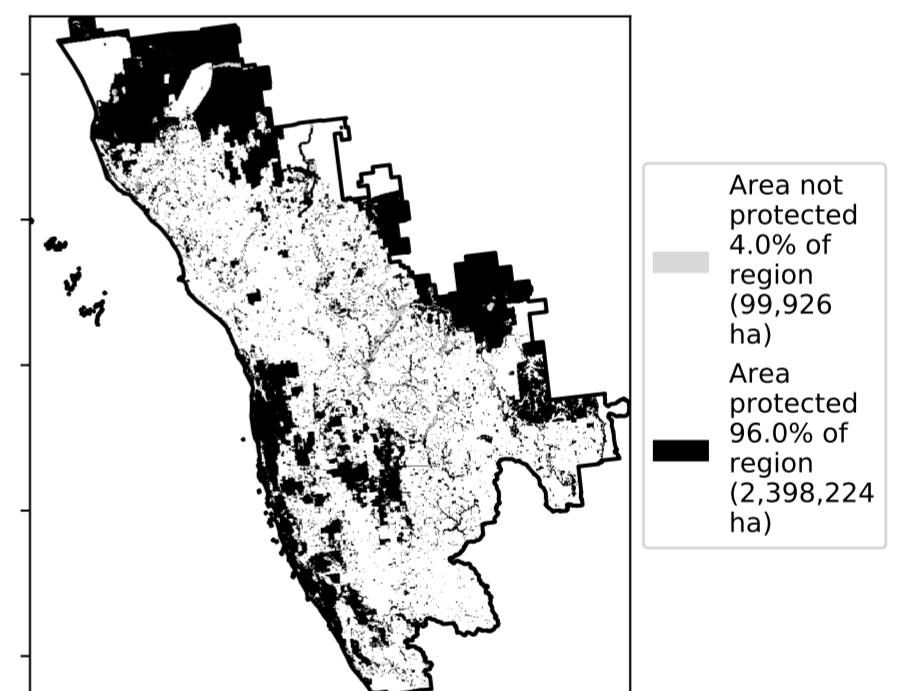 Area not
protected
4.0% of
region
(99,926
ha)
Area
protected
96.0% of
region
(2,398,224
ha)